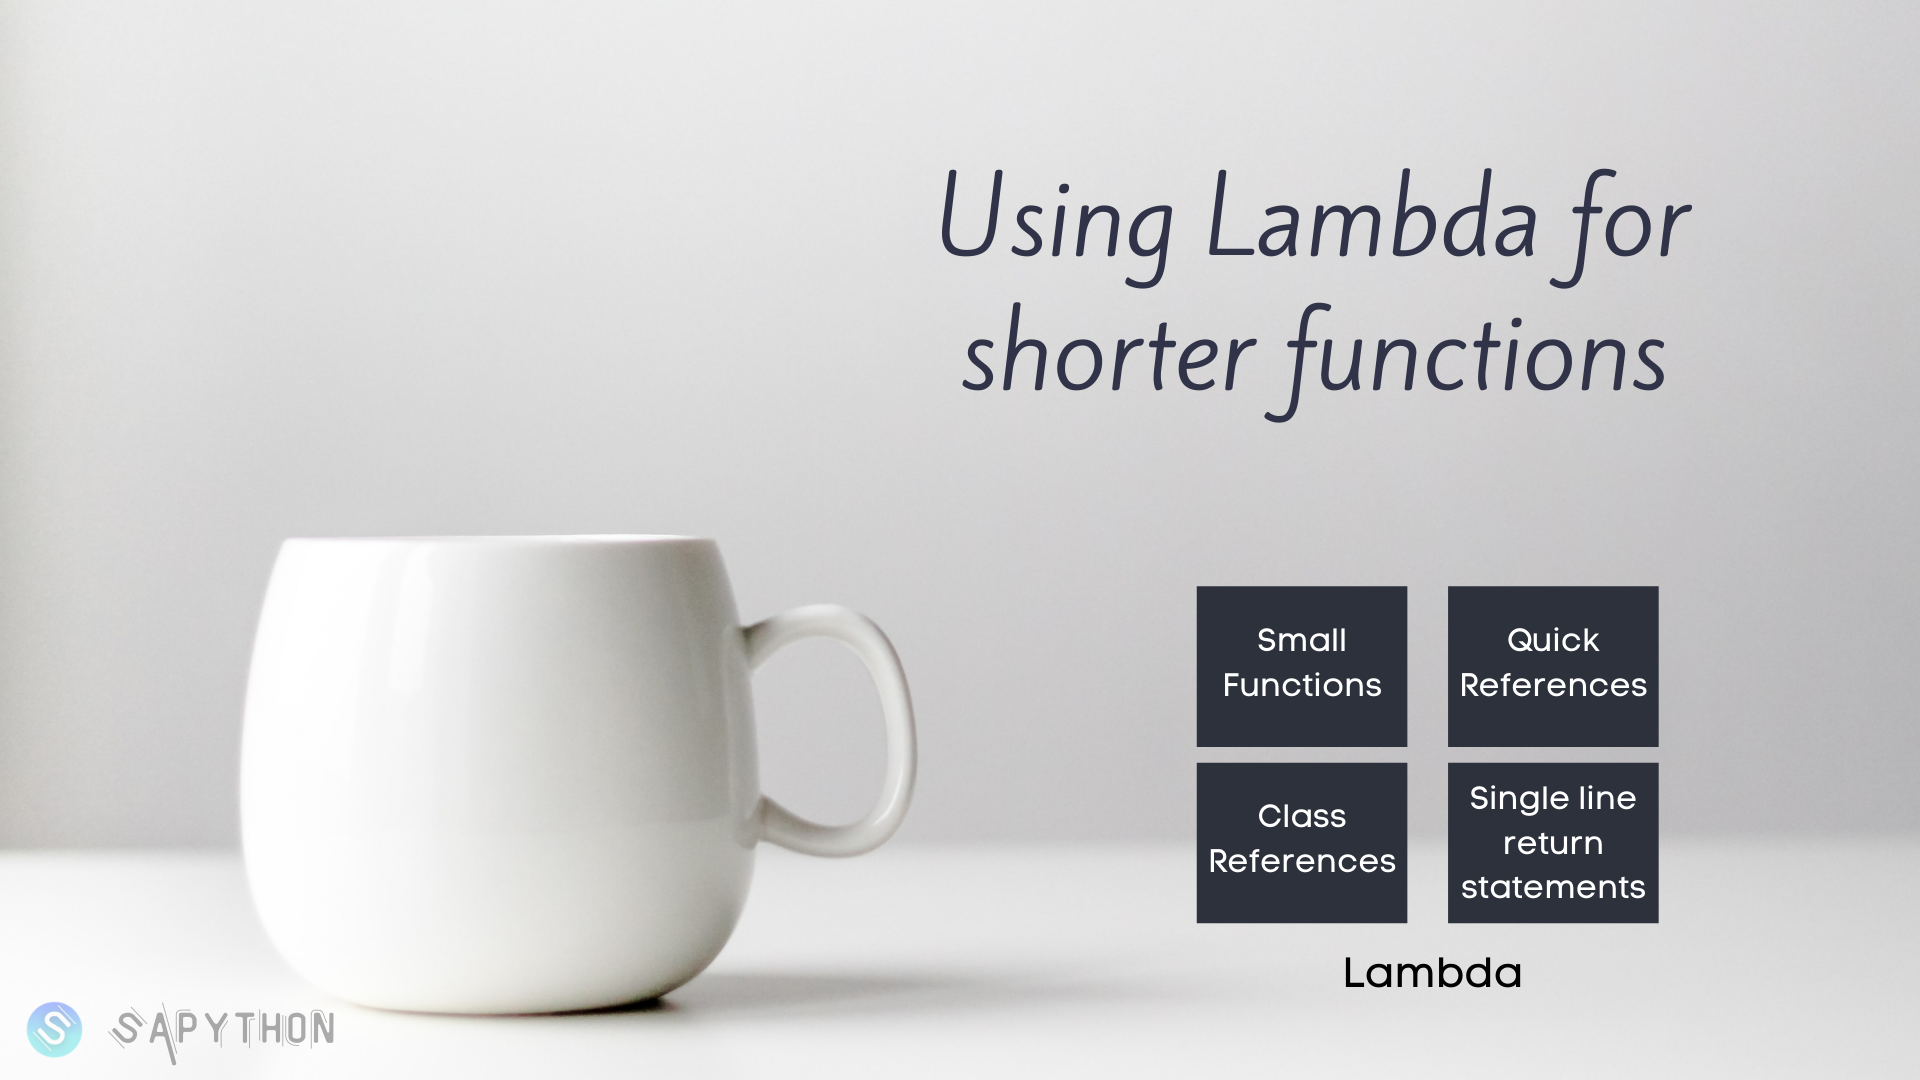 Using Lambda for
shorter functions
Small
Functions
Quick
References
Class
References
Single line
return
statements
Lambda
SAPYTHON